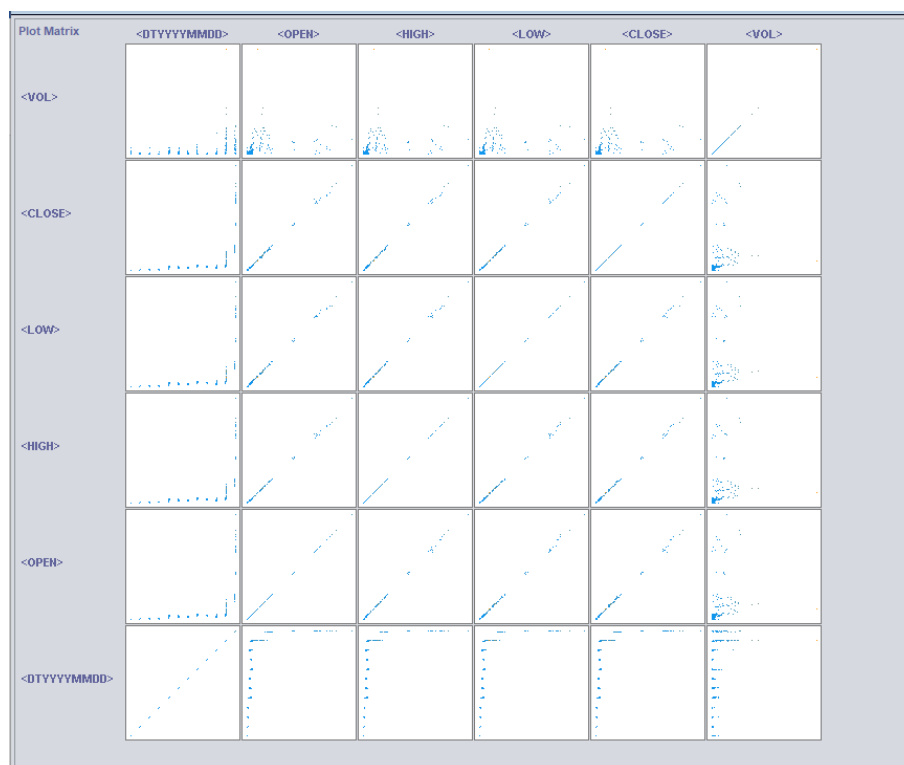 Plot Matrix <DTYYYYMMDD> <OPEN> <HIGH> <LOW> <CLOSE> <VOL>
<VOL>
<CLOSE>
<LOW>
<HIGH>
<OPEN>
<DTYYYYMMDD>